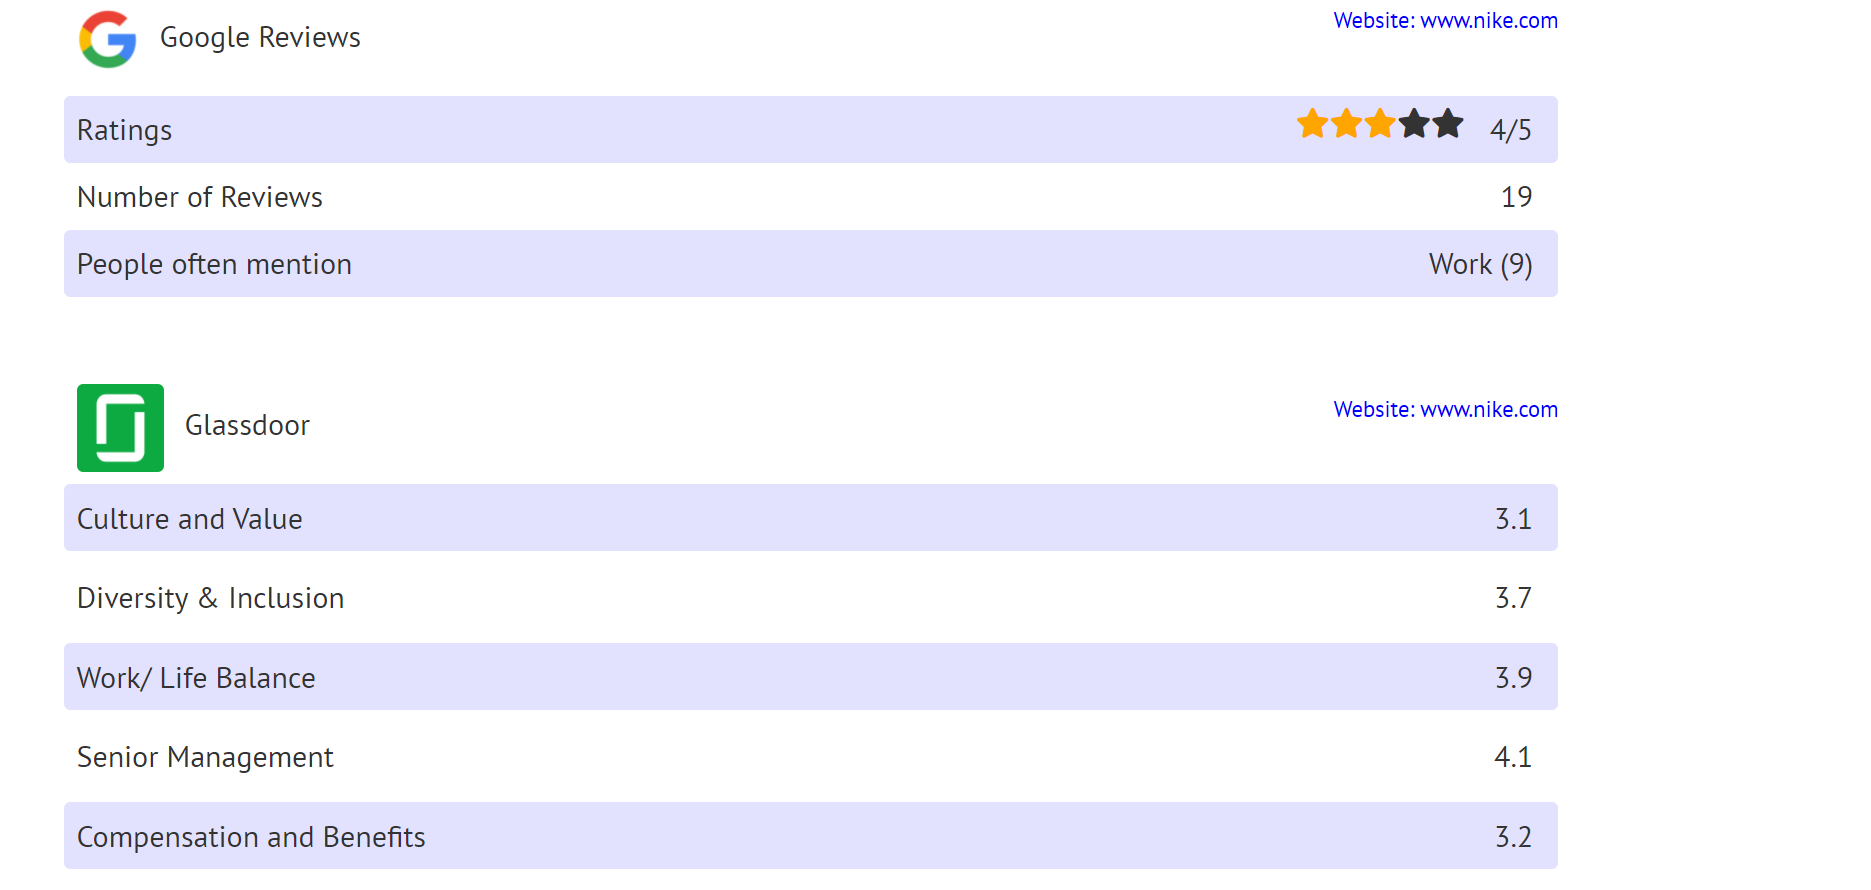 Google Reviews
Website: www.nike.com
Ratings 4/5
Number of Reviews 19
People often mention Work (9)
Glassdoor
Website: www.nike.com
Culture and Value 3.1
Diversity & Inclusion 3.7
Work/ Life Balance 3.9
Senior Management 4.1
Compensation and Benefits 3.2